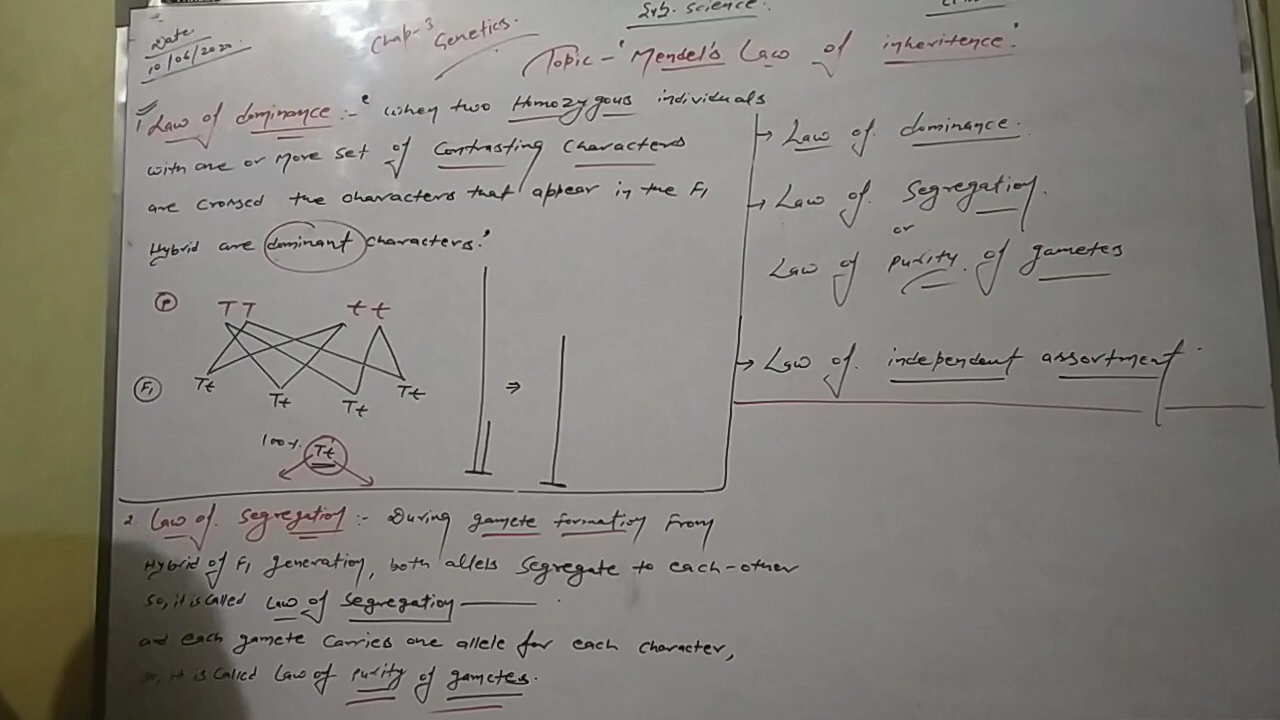 Date.
10/06/2020
Chap-3 Genetics.
Sub. science.
Topic - 'Mendel's Law of inheritence.'
1. Law of dominance :- "When two Homozygous individuals
with one or more set of Contrasting Characters
are crossed the characters that appear in the F1
Hybrid are dominant characters."
P TT tt
F1 Tt Tt Tt Tt
100% Tt
⇒
→ Law of dominance.
→ Law of Segregation.
or
Law of purity of gametes
→ Law of independent assortment.
2. Law of Segregation :- During gamete formation From
Hybrid of F1 generation, both allels Segregate to each-other
So, it is called Law of Segregation
and each gamete Carries one allele for each character,
so, it is Called Law of purity of gametes.